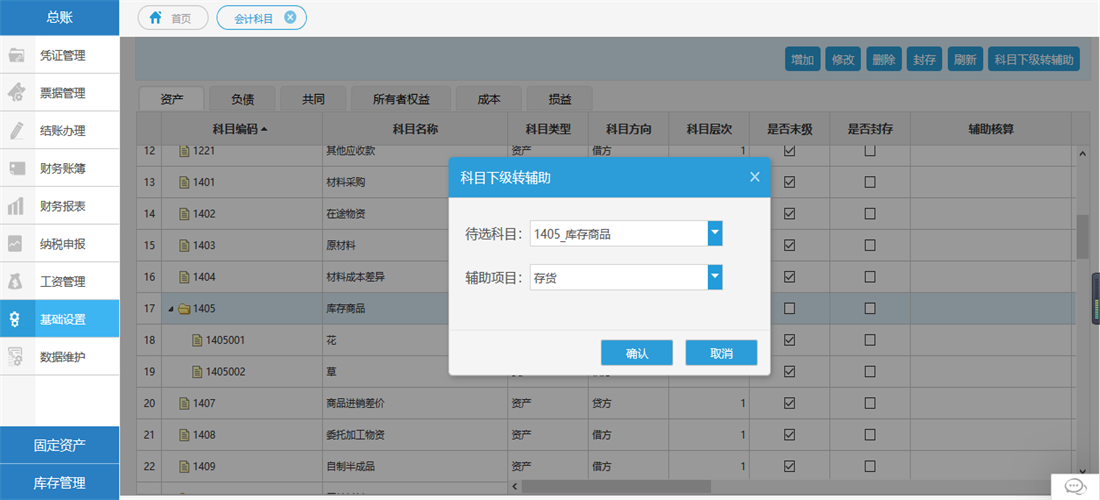 总账
首页
会计科目
凭证管理
票据管理
结账办理
财务账簿
财务报表
纳税申报
工资管理
基础设置
数据维护
固定资产
库存管理
增加 修改 删除 封存 刷新 科目下级转辅助
资产 负债 共同 所有者权益 成本 损益
科目编码 科目名称 科目类型 科目方向 科目层次 是否末级 是否封存 辅助核算
12 1221 其他应收款 资产 借方 1
13 1401 材料采购
14 1402 在途物资
15 1403 原材料
16 1404 材料成本差异
17 1405 库存商品
18 1405001 花
19 1405002 草
20 1407 商品进销差价 资产 贷方 1
21 1408 委托加工物资 资产 借方 1
22 1409 自制半成品 资产 借方 1
科目下级转辅助
待选科目: 1405_库存商品
辅助项目: 存货
确认 取消